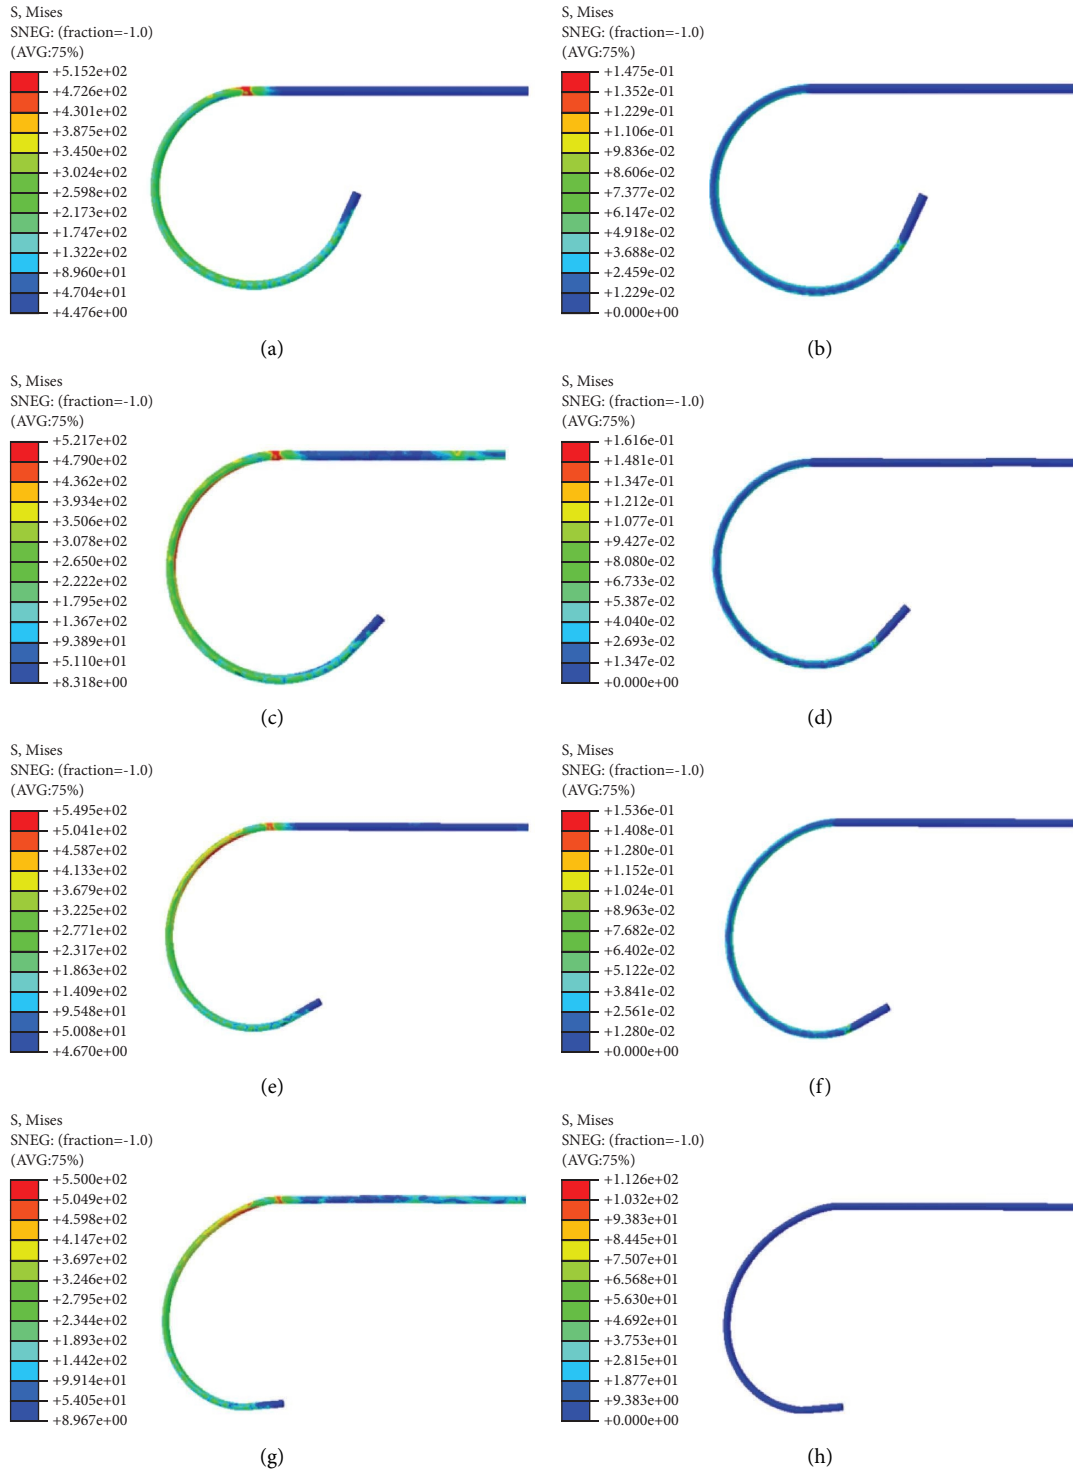 S, Mises
SNEG: (fraction=-1.0)
(AVG:75%)
+5.152e+02
+4.726e+02
+4.301e+02
+3.875e+02
+3.450e+02
+3.024e+02
+2.598e+02
+2.173e+02
+1.747e+02
+1.322e+02
+8.960e+01
+4.704e+01
+4.476e+00
(a)
S, Mises
SNEG: (fraction=-1.0)
(AVG:75%)
+1.475e-01
+1.352e-01
+1.229e-01
+1.106e-01
+9.836e-02
+8.606e-02
+7.377e-02
+6.147e-02
+4.918e-02
+3.688e-02
+2.459e-02
+1.229e-02
+0.000e+00
(b)
S, Mises
SNEG: (fraction=-1.0)
(AVG:75%)
+5.217e+02
+4.790e+02
+4.362e+02
+3.934e+02
+3.506e+02
+3.078e+02
+2.650e+02
+2.222e+02
+1.795e+02
+1.367e+02
+9.389e+01
+5.110e+01
+8.318e+00
(c)
S, Mises
SNEG: (fraction=-1.0)
(AVG:75%)
+1.616e-01
+1.481e-01
+1.347e-01
+1.212e-01
+1.077e-01
+9.427e-02
+8.080e-02
+6.733e-02
+5.387e-02
+4.040e-02
+2.693e-02
+1.347e-02
+0.000e+00
(d)
S, Mises
SNEG: (fraction=-1.0)
(AVG:75%)
+5.495e+02
+5.041e+02
+4.587e+02
+4.133e+02
+3.679e+02
+3.225e+02
+2.771e+02
+2.317e+02
+1.863e+02
+1.409e+02
+9.548e+01
+5.008e+01
+4.670e+00
(e)
S, Mises
SNEG: (fraction=-1.0)
(AVG:75%)
+1.536e-01
+1.408e-01
+1.280e-01
+1.152e-01
+1.024e-01
+8.963e-02
+7.682e-02
+6.402e-02
+5.122e-02
+3.841e-02
+2.561e-02
+1.280e-02
+0.000e+00
(f)
S, Mises
SNEG: (fraction=-1.0)
(AVG:75%)
+5.500e+02
+5.049e+02
+4.598e+02
+4.147e+02
+3.697e+02
+3.246e+02
+2.795e+02
+2.344e+02
+1.893e+02
+1.442e+02
+9.914e+01
+5.405e+01
+8.967e+00
(g)
S, Mises
SNEG: (fraction=-1.0)
(AVG:75%)
+1.126e+02
+1.032e+02
+9.383e+01
+8.445e+01
+7.507e+01
+6.568e+01
+5.630e+01
+4.692e+01
+3.753e+01
+2.815e+01
+1.877e+01
+9.383e+00
+0.000e+00
(h)